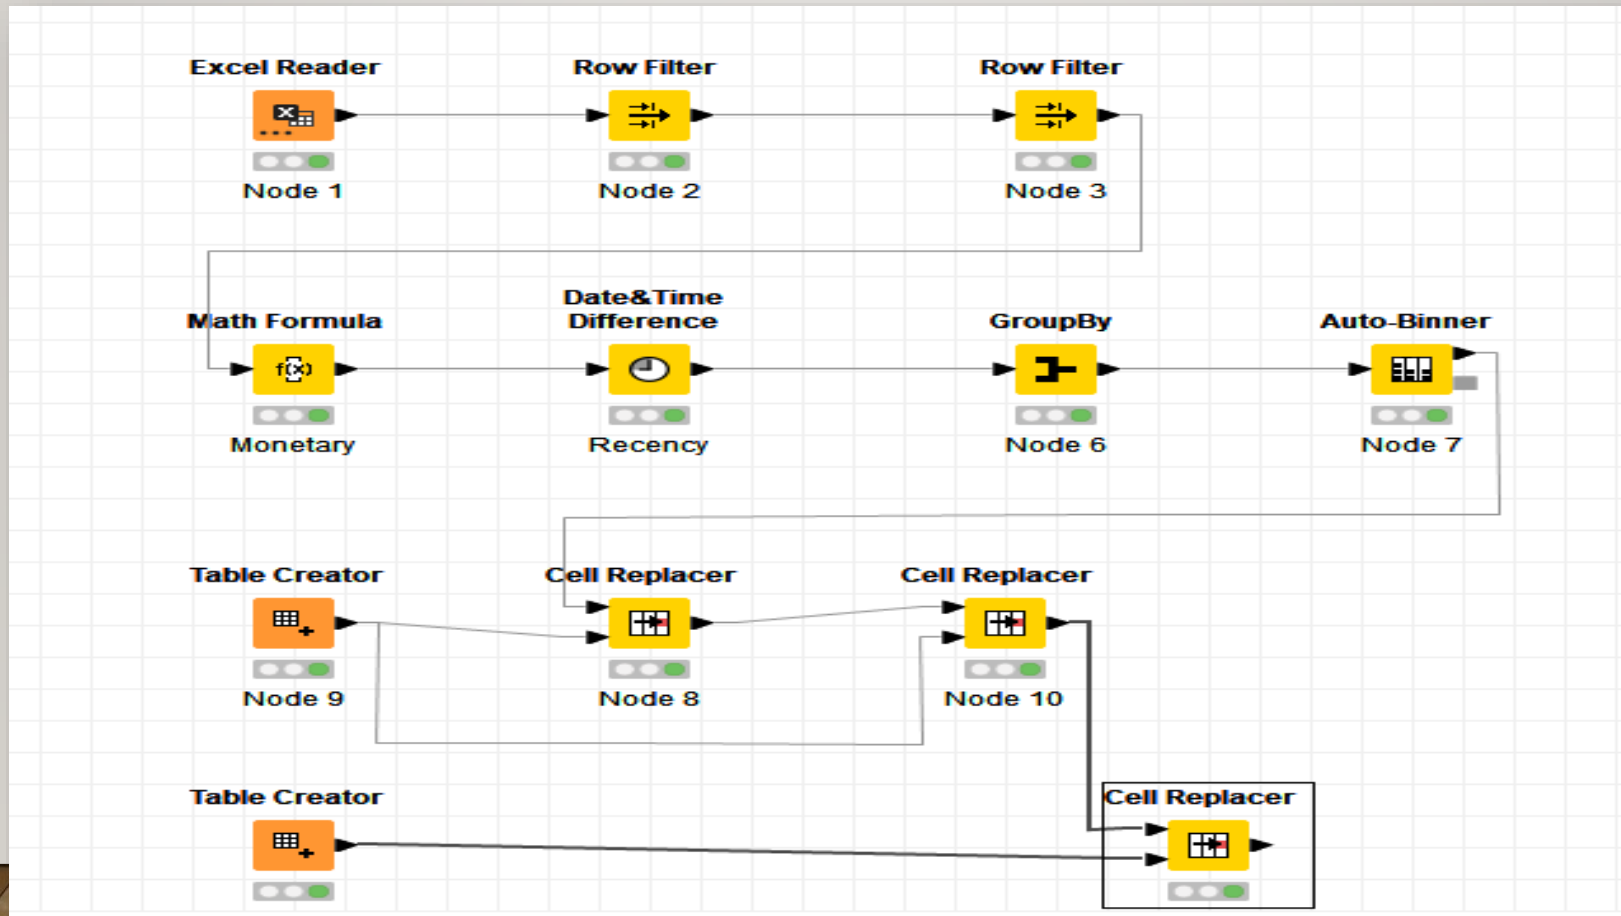 Excel Reader
Row Filter
Row Filter
Node 1
Node 2
Node 3
Math Formula
Date&Time
Difference
GroupBy
Auto-Binner
f(x)
Monetary
Recency
Node 6
Node 7
Table Creator
Cell Replacer
Cell Replacer
Node 9
Node 8
Node 10
Table Creator
Cell Replacer